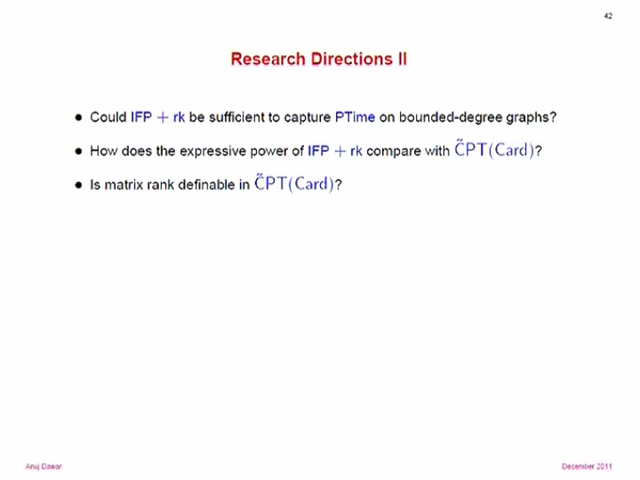 42
Research Directions II
• Could IFP + rk be sufficient to capture PTime on bounded-degree graphs?
• How does the expressive power of IFP + rk compare with C̃PT(Card)?
• Is matrix rank definable in C̃PT(Card)?
Anuj Dawar December 2011